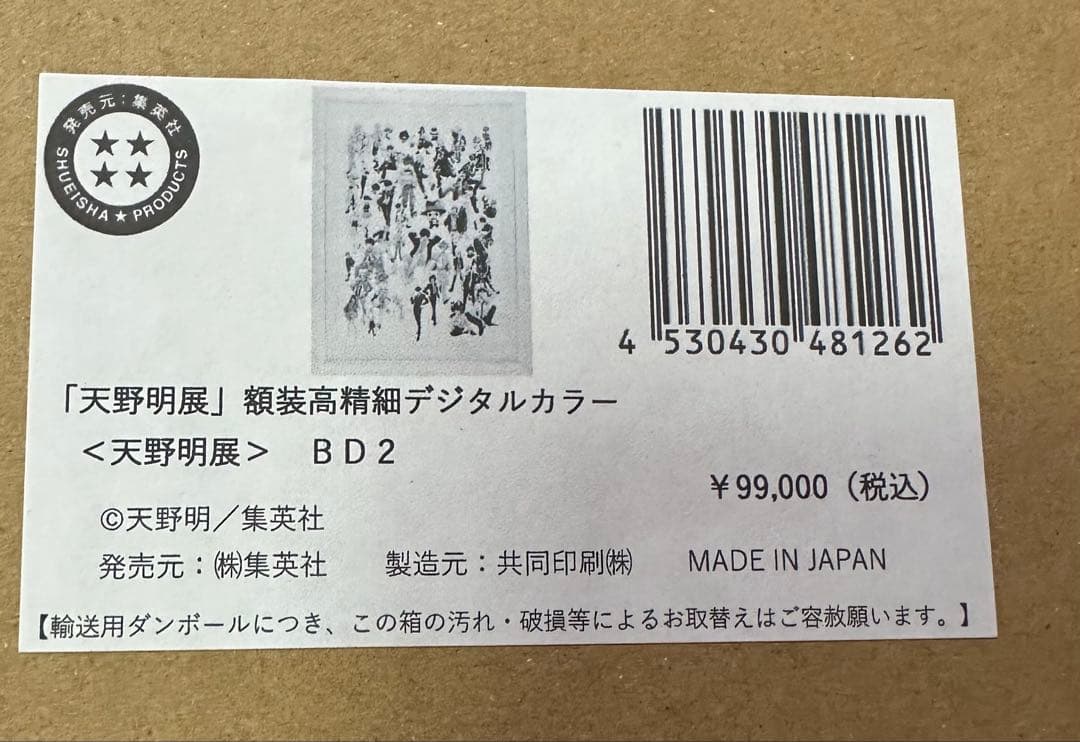 発売元：集英社
SHUEISHA ★ PRODUCTS
4 530430 481262
「天野明展」額装高精細デジタルカラー
＜天野明展＞　ＢＤ２
￥99,000（税込）
©天野明／集英社
発売元：㈱集英社　製造元：共同印刷㈱　MADE IN JAPAN
【輸送用ダンボールにつき、この箱の汚れ・破損等によるお取替えはご容赦願います。】